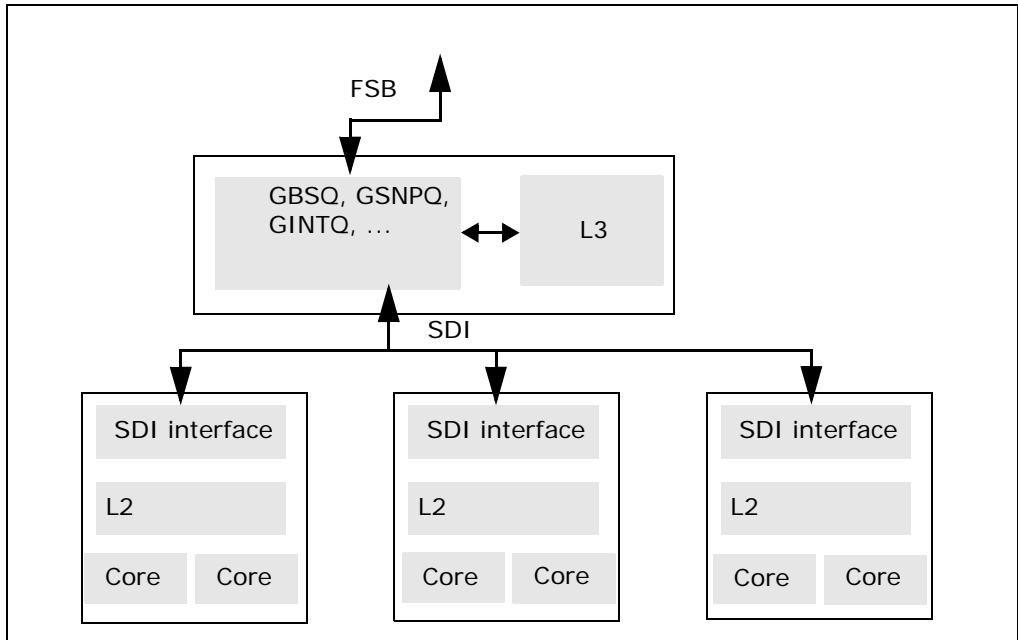 FSB
GBSQ, GSNPQ,
GINTQ, ...
L3
SDI
SDI interface
SDI interface
SDI interface
L2
L2
L2
Core
Core
Core
Core
Core
Core